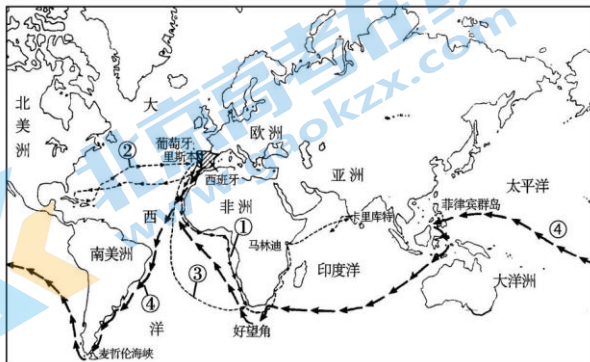 北美洲
大
西
洋
②
葡萄牙
里斯本
西班牙
欧洲
亚洲
非洲
①
马林迪
卡里库特
菲律宾群岛
太平洋
④
南美洲
④
③
印度洋
大洋洲
好望角
麦哲伦海峡
北京高考在线
www.gaokzx.com